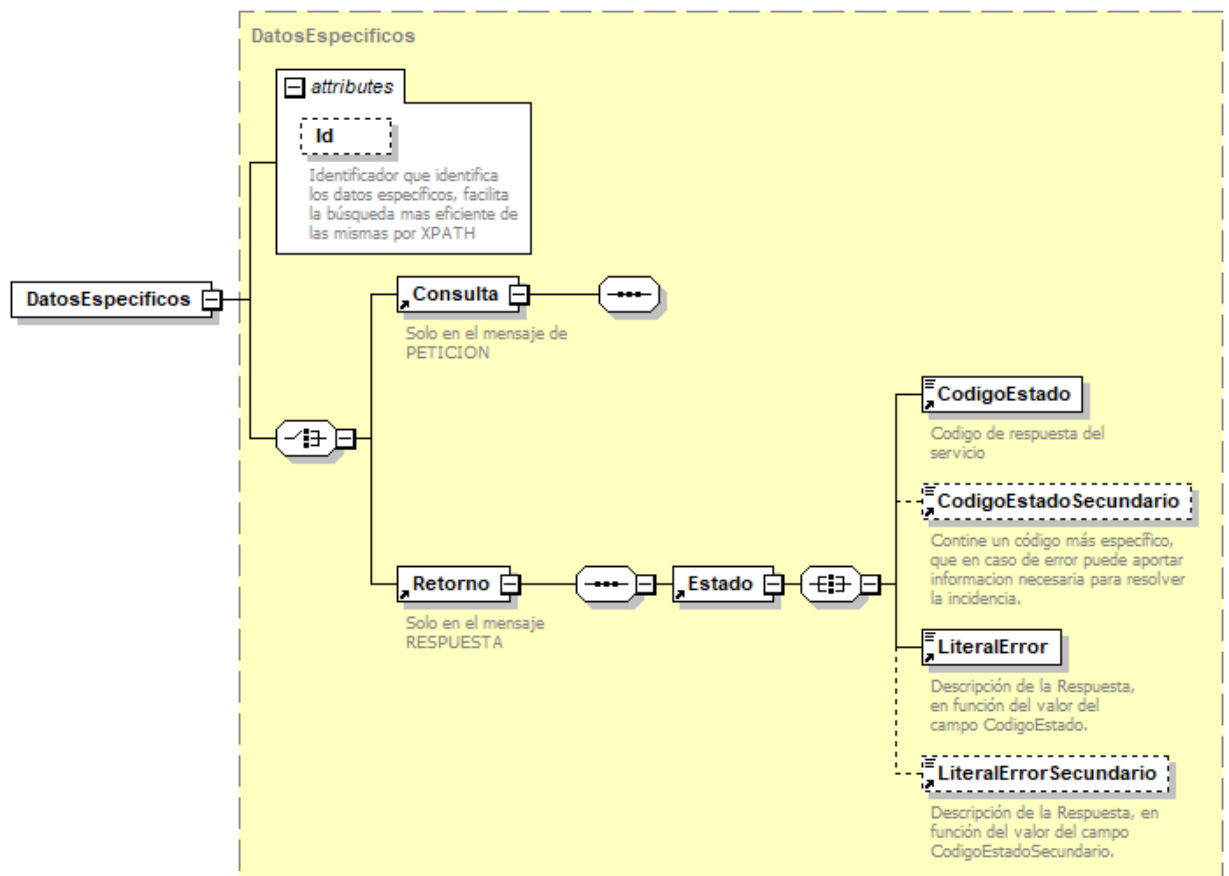 DatosEspecificos
attributes
Id
Identificador que identifica
los datos específicos, facilita
la búsqueda mas eficiente de
las mismas por XPATH
DatosEspecificos
Consulta
Solo en el mensaje de
PETICION
CodigoEstado
Codigo de respuesta del
servicio
CodigoEstadoSecundario
Contine un código más específico,
que en caso de error puede aportar
informacion necesaria para resolver
la incidencia.
Retorno
Estado
Solo en el mensaje
RESPUESTA
LiteralError
Descripción de la Respuesta,
en función del valor del
campo CodigoEstado.
LiteralErrorSecundario
Descripción de la Respuesta, en
función del valor del campo
CodigoEstadoSecundario.